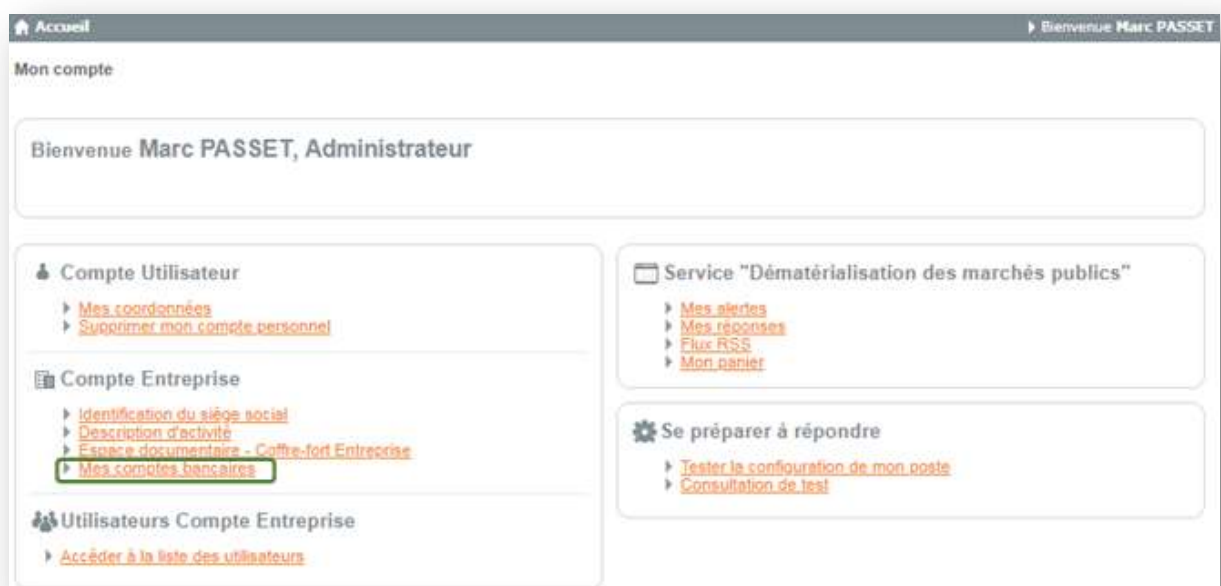 Accueil
Bienvenue Marc PASSET
Mon compte
Bienvenue Marc PASSET, Administrateur
Compte Utilisateur
Mes coordonnées
Supprimer mon compte personnel
Compte Entreprise
Identification du siège social
Description d'activité
Espace documentaire - Coffre-fort Entreprise
Mes comptes bancaires
Utilisateurs Compte Entreprise
Accéder à la liste des utilisateurs
Service "Dématérialisation des marchés publics"
Mes alertes
Mes réponses
Flux RSS
Mon panier
Se préparer à répondre
Tester la configuration de mon poste
Consultation de test